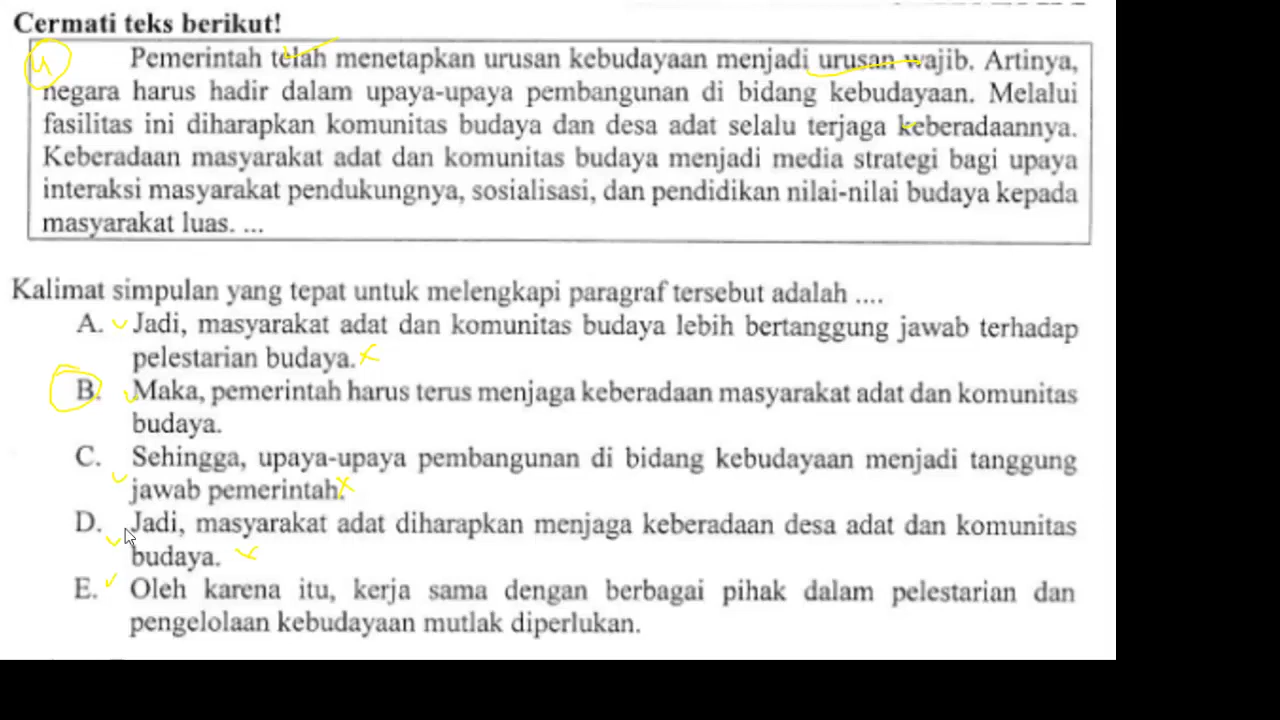 Cermati teks berikut!
4
Pemerintah telah menetapkan urusan kebudayaan menjadi urusan wajib. Artinya,
negara harus hadir dalam upaya-upaya pembangunan di bidang kebudayaan. Melalui
fasilitas ini diharapkan komunitas budaya dan desa adat selalu terjaga keberadaannya.
Keberadaan masyarakat adat dan komunitas budaya menjadi media strategi bagi upaya
interaksi masyarakat pendukungnya, sosialisasi, dan pendidikan nilai-nilai budaya kepada
masyarakat luas. ...
Kalimat simpulan yang tepat untuk melengkapi paragraf tersebut adalah ....
A. Jadi, masyarakat adat dan komunitas budaya lebih bertanggung jawab terhadap
pelestarian budaya.
B. Maka, pemerintah harus terus menjaga keberadaan masyarakat adat dan komunitas
budaya.
C. Sehingga, upaya-upaya pembangunan di bidang kebudayaan menjadi tanggung
jawab pemerintah.
D. Jadi, masyarakat adat diharapkan menjaga keberadaan desa adat dan komunitas
budaya.
E. Oleh karena itu, kerja sama dengan berbagai pihak dalam pelestarian dan
pengelolaan kebudayaan mutlak diperlukan.